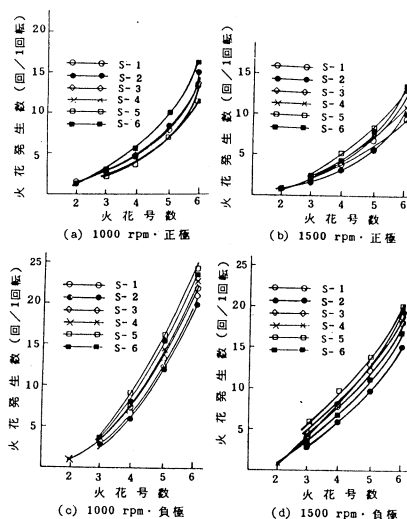 火花発生数(回/1回転)
20
15
10
5
S-1
S-2
S-3
S-4
S-5
S-6
2 3 4 5 6
火花号数
(a) 1000 rpm・正極
火花発生数(回/1回転)
15
10
5
S-1
S-2
S-3
S-4
S-5
S-6
2 3 4 5 6
火花号数
(b) 1500 rpm・正極
火花発生数(回/1回転)
25
20
15
10
5
S-1
S-2
S-3
S-4
S-5
S-6
2 3 4 5 6
火花号数
(c) 1000 rpm・負極
火花発生数(回/1回転)
25
20
15
10
5
S-1
S-2
S-3
S-4
S-5
S-6
2 3 4 5 6
火花号数
(d) 1500 rpm・負極